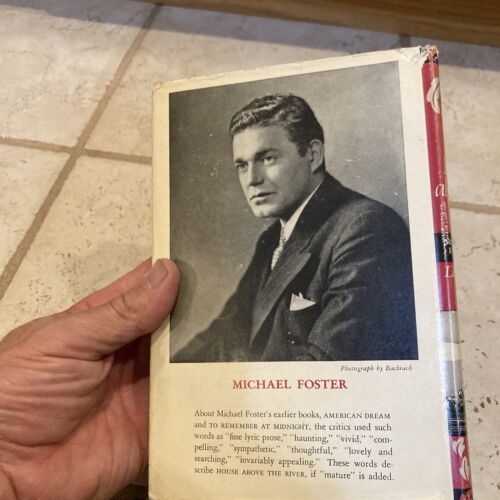 Photograph by Bachrach
MICHAEL FOSTER
About Michael Foster's earlier books, AMERICAN DREAM
and TO REMEMBER AT MIDNIGHT, the critics used such
words as "fine lyric prose," "haunting," "vivid," "com-
pelling," "sympathetic," "thoughtful," "lovely and
searching," "invariably appealing." These words de-
scribe HOUSE ABOVE THE RIVER, if "mature" is added.